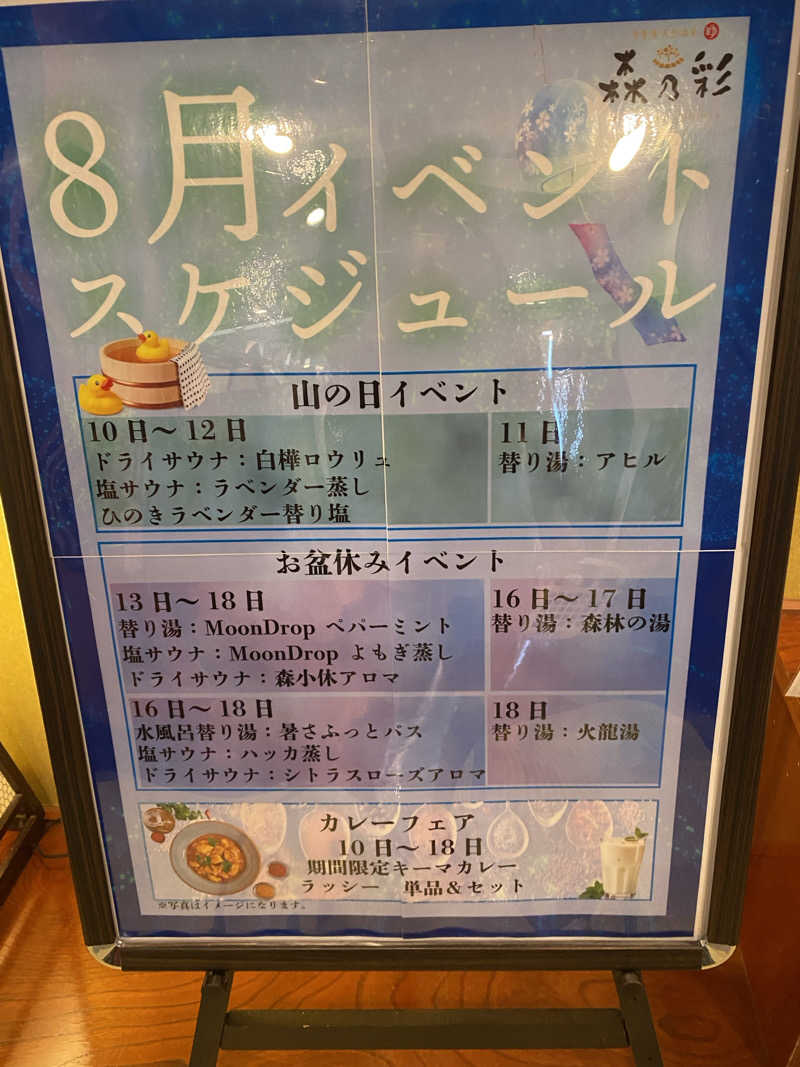 森乃彩
8月イベント
スケジュール
山の日イベント
10日〜12日
ドライサウナ：白樺ロウリュ
塩サウナ：ラベンダー蒸し
ひのきラベンダー替り塩
11日
替り湯：アヒル
お盆休みイベント
13日〜18日
替り湯：MoonDrop ペパーミント
塩サウナ：MoonDrop よもぎ蒸し
ドライサウナ：森小休アロマ
16日〜17日
替り湯：森林の湯
16日〜18日
水風呂替り湯：暑さふっとバス
塩サウナ：ハッカ蒸し
ドライサウナ：シトラスローズアロマ
18日
替り湯：火龍湯
カレーフェア
10日〜18日
期間限定キーマカレー
ラッシー　単品＆セット
※写真はイメージになります。